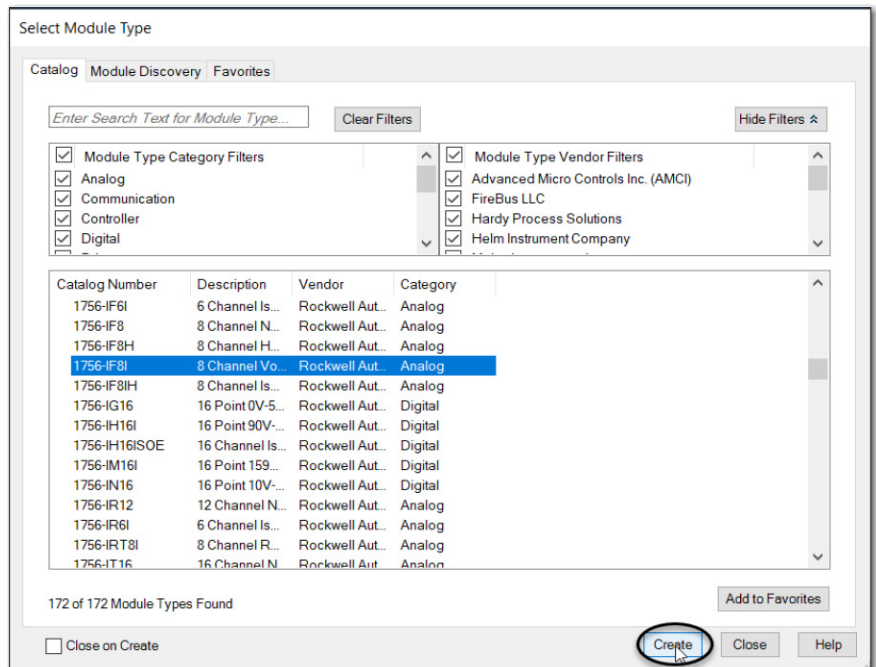 Select Module Type
Catalog Module Discovery Favorites
Enter Search Text for Module Type... Clear Filters Hide Filters
Module Type Category Filters Module Type Vendor Filters
Analog Advanced Micro Controls Inc. (AMCI)
Communication FireBus LLC
Controller Hardy Process Solutions
Digital Helm Instrument Company
Catalog Number Description Vendor Category
1756-IF6I 6 Channel Is... Rockwell Aut... Analog
1756-IF8 8 Channel N... Rockwell Aut... Analog
1756-IF8H 8 Channel H... Rockwell Aut... Analog
1756-IF8I 8 Channel Vo... Rockwell Aut... Analog
1756-IF8IH 8 Channel Is... Rockwell Aut... Analog
1756-IG16 16 Point 0V-5... Rockwell Aut... Digital
1756-IH16I 16 Point 90V-... Rockwell Aut... Digital
1756-IH16ISOE 16 Channel Is... Rockwell Aut... Digital
1756-IM16I 16 Point 159... Rockwell Aut... Digital
1756-IN16 16 Point 10V-... Rockwell Aut... Digital
1756-IR12 12 Channel N... Rockwell Aut... Analog
1756-IR6I 6 Channel Is... Rockwell Aut... Analog
1756-IRT8I 8 Channel R... Rockwell Aut... Analog
1756-IT16 16 Channel N... Rockwell Aut... Analog
172 of 172 Module Types Found Add to Favorites
Close on Create Create Close Help